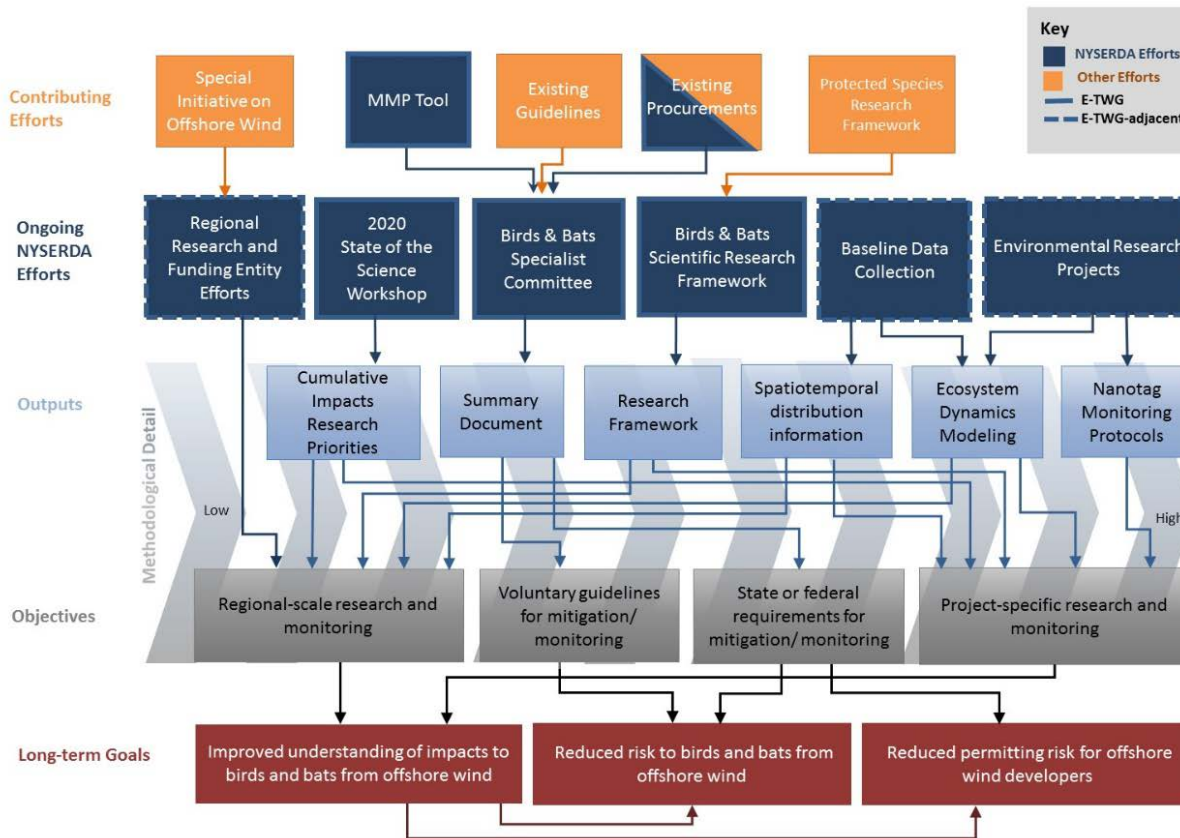 Key
NYSERDA Efforts
Other Efforts
E-TWG
E-TWG-adjacent
Contributing
Efforts
Special
Initiative on
Offshore Wind
MMP Tool
Existing
Guidelines
Existing
Procurements
Protected Species
Research
Framework
Ongoing
NYSERDA
Efforts
Regional
Research and
Funding Entity
Efforts
2020
State of the
Science
Workshop
Birds & Bats
Specialist
Committee
Birds & Bats
Scientific Research
Framework
Baseline Data
Collection
Environmental Research
Projects
Outputs
Cumulative
Impacts
Research
Priorities
Summary
Document
Research
Framework
Spatiotemporal
distribution
information
Ecosystem
Dynamics
Modeling
Nanotag
Monitoring
Protocols
Methodological Detail
Low
High
Objectives
Regional-scale research and
monitoring
Voluntary guidelines
for mitigation/
monitoring
State or federal
requirements for
mitigation/ monitoring
Project-specific research and
monitoring
Long-term Goals
Improved understanding of impacts to
birds and bats from offshore wind
Reduced risk to birds and bats from
offshore wind
Reduced permitting risk for offshore
wind developers